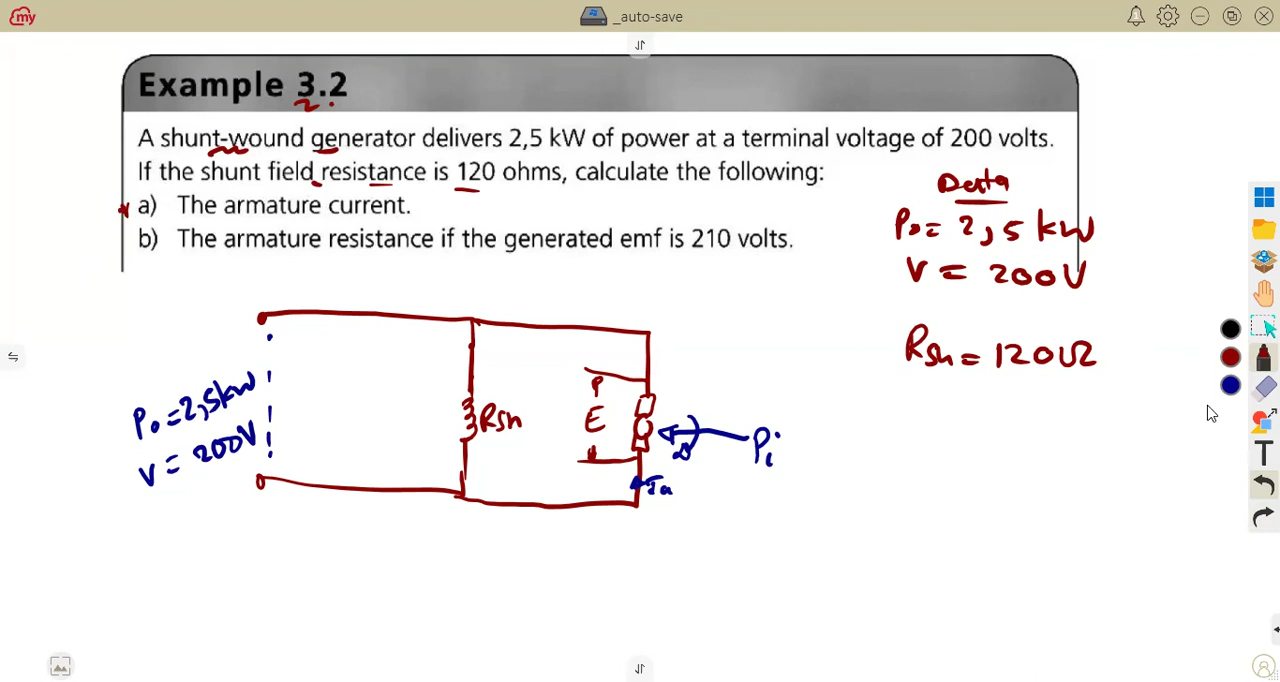 my
_auto-save
Example 3.2
A shunt-wound generator delivers 2,5 kW of power at a terminal voltage of 200 volts.
If the shunt field resistance is 120 ohms, calculate the following:
a) The armature current.
b) The armature resistance if the generated emf is 210 volts.
Data
Po = 2,5 kW
V = 200V
Rsh = 120Ω
Po = 2,5kW
V = 200V
Rsh
E
Pi
Ia
T